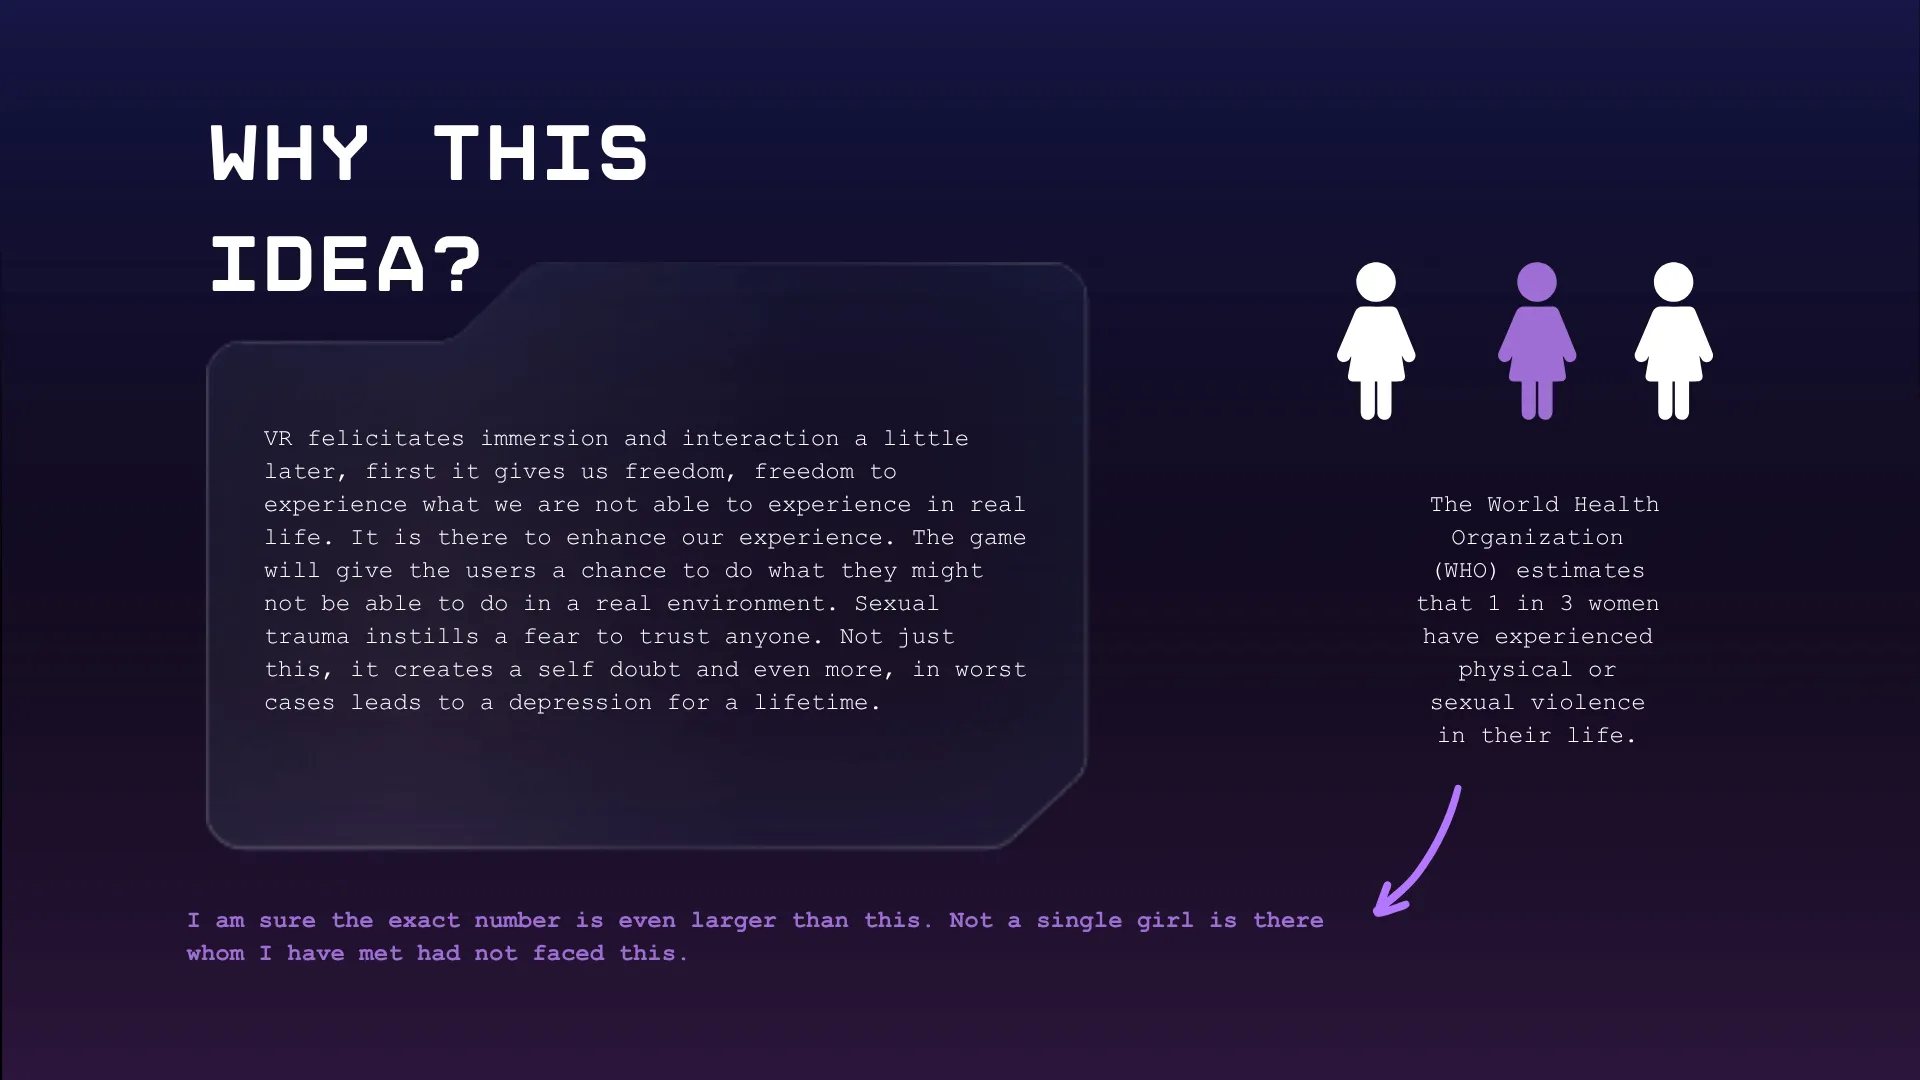 WHY THIS
IDEA?
VR felicitates immersion and interaction a little
later, first it gives us freedom, freedom to
experience what we are not able to experience in real
life. It is there to enhance our experience. The game
will give the users a chance to do what they might
not be able to do in a real environment. Sexual
trauma instills a fear to trust anyone. Not just
this, it creates a self doubt and even more, in worst
cases leads to a depression for a lifetime.
The World Health
Organization
(WHO) estimates
that 1 in 3 women
have experienced
physical or
sexual violence
in their life.
I am sure the exact number is even larger than this. Not a single girl is there
whom I have met had not faced this.